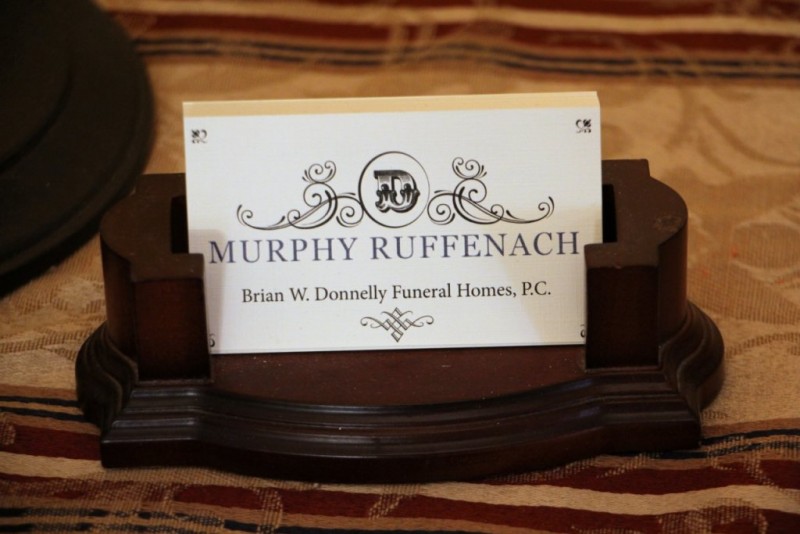 D
MURPHY RUFFENACH
Brian W. Donnelly Funeral Homes, P.C.